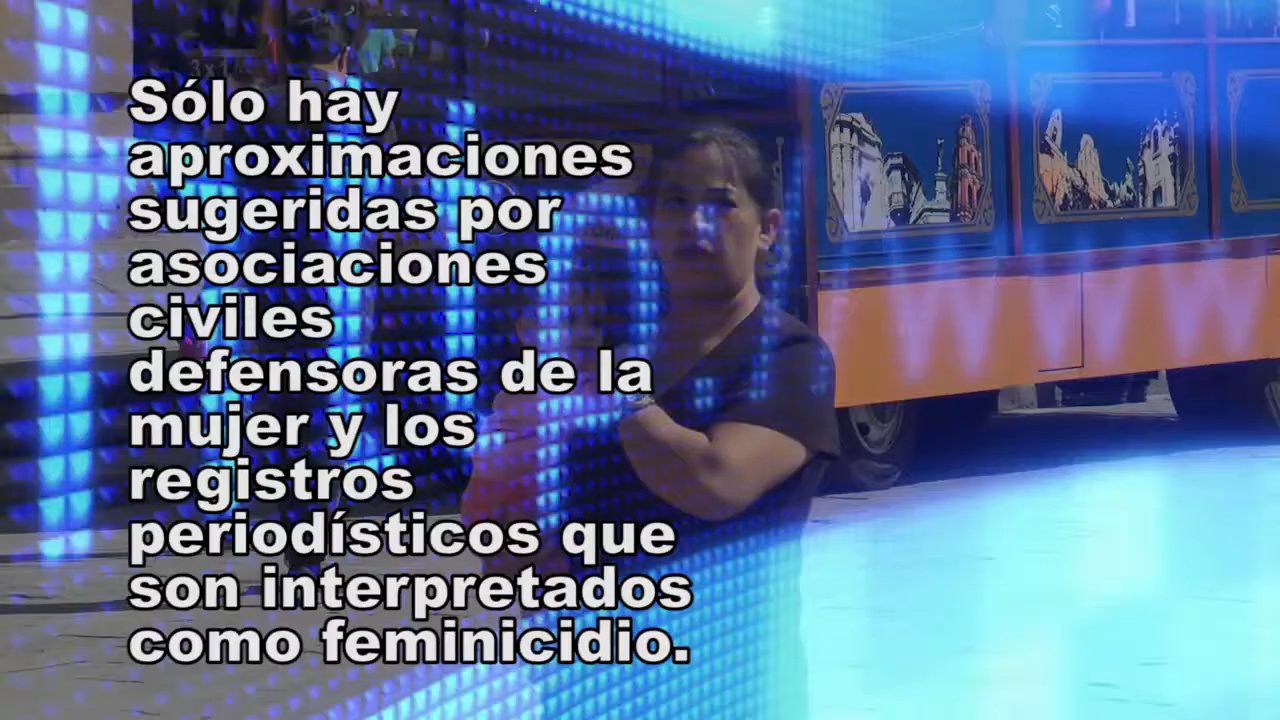 Sólo hay
aproximaciones
sugeridas por
asociaciones
civiles
defensoras de la
mujer y los
registros
periodísticos que
son interpretados
como feminicidio.